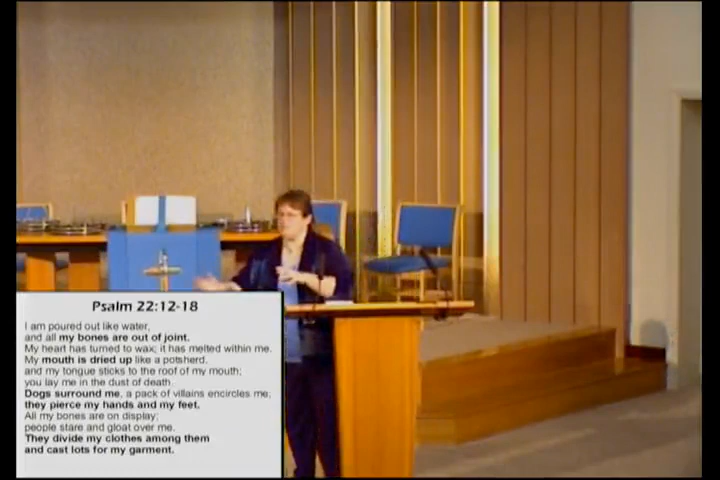 Psalm 22:12-18
I am poured out like water,
and all my bones are out of joint.
My heart has turned to wax; it has melted within me.
My mouth is dried up like a potsherd,
and my tongue sticks to the roof of my mouth;
you lay me in the dust of death.
Dogs surround me, a pack of villains encircles me;
they pierce my hands and my feet.
All my bones are on display;
people stare and gloat over me.
They divide my clothes among them
and cast lots for my garment.